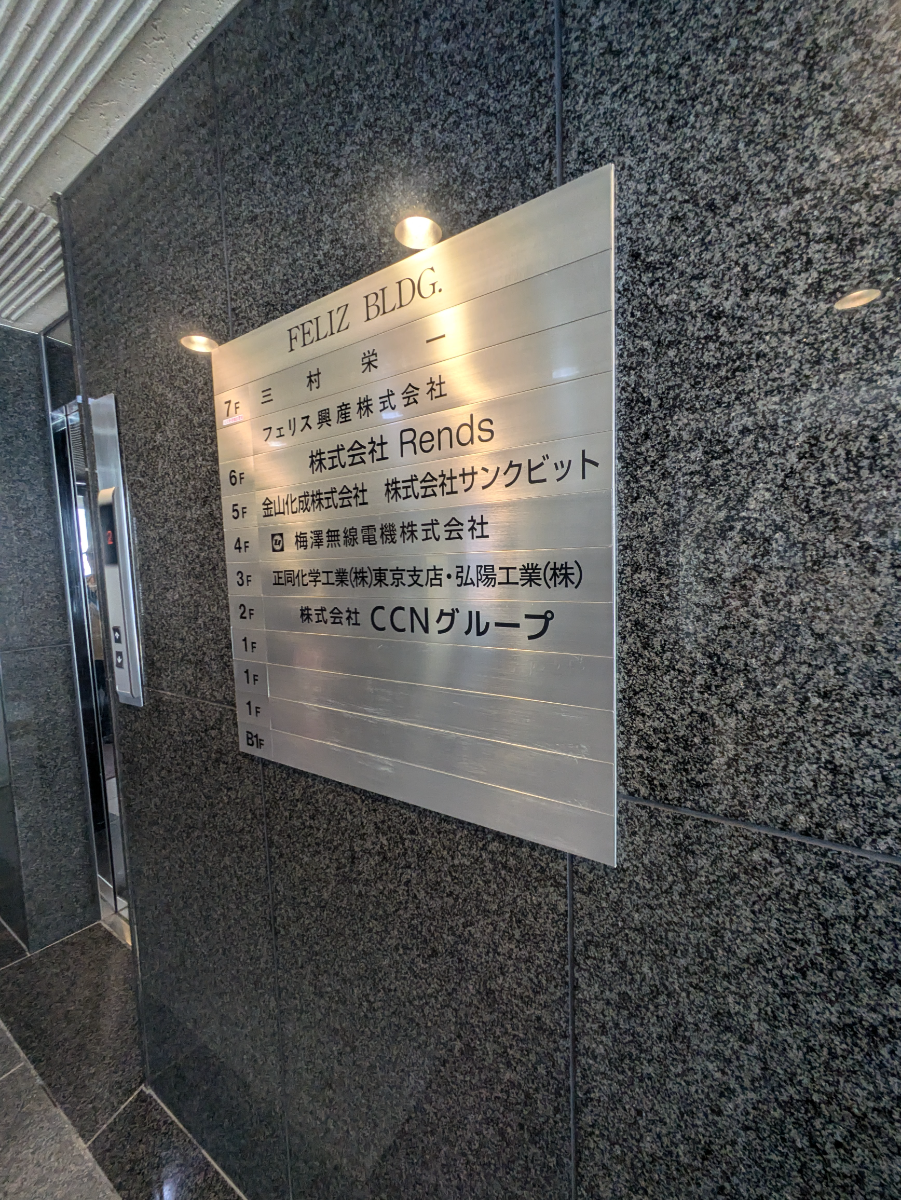 FELIZ BLDG.
7F 三村栄一
フェリス興産株式会社
6F 株式会社 Rends
5F 金山化成株式会社 株式会社サンクビット
4F 梅澤無線電機株式会社
3F 正同化学工業(株)東京支店・弘陽工業(株)
2F 株式会社 CCNグループ
1F
1F
1F
B1F
2